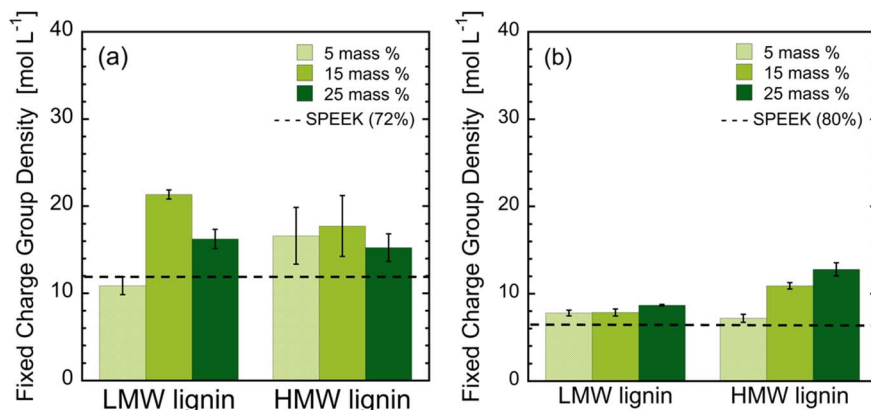 Fixed Charge Group Density [mol L⁻¹]
40
30
20
10
0
(a)
5 mass %
15 mass %
25 mass %
SPEEK (72%)
LMW lignin
HMW lignin
Fixed Charge Group Density [mol L⁻¹]
40
30
20
10
0
(b)
5 mass %
15 mass %
25 mass %
SPEEK (80%)
LMW lignin
HMW lignin